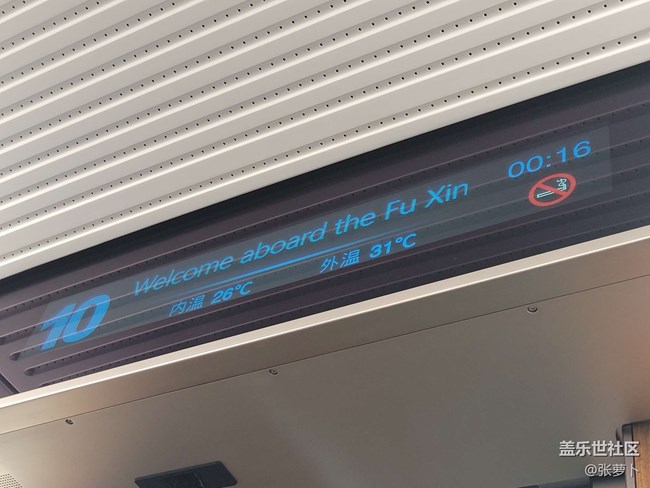 10
Welcome aboard the Fu Xin
00:16
内温 26℃ 外温 31℃
盖乐世社区
@张萝卜